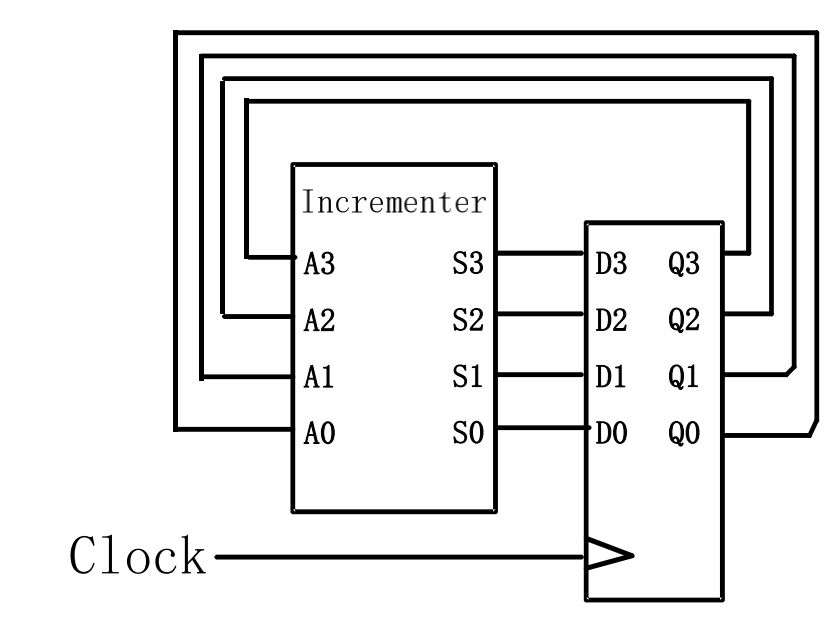 Incrementer
A3 S3 D3 Q3
A2 S2 D2 Q2
A1 S1 D1 Q1
A0 S0 D0 Q0
Clock